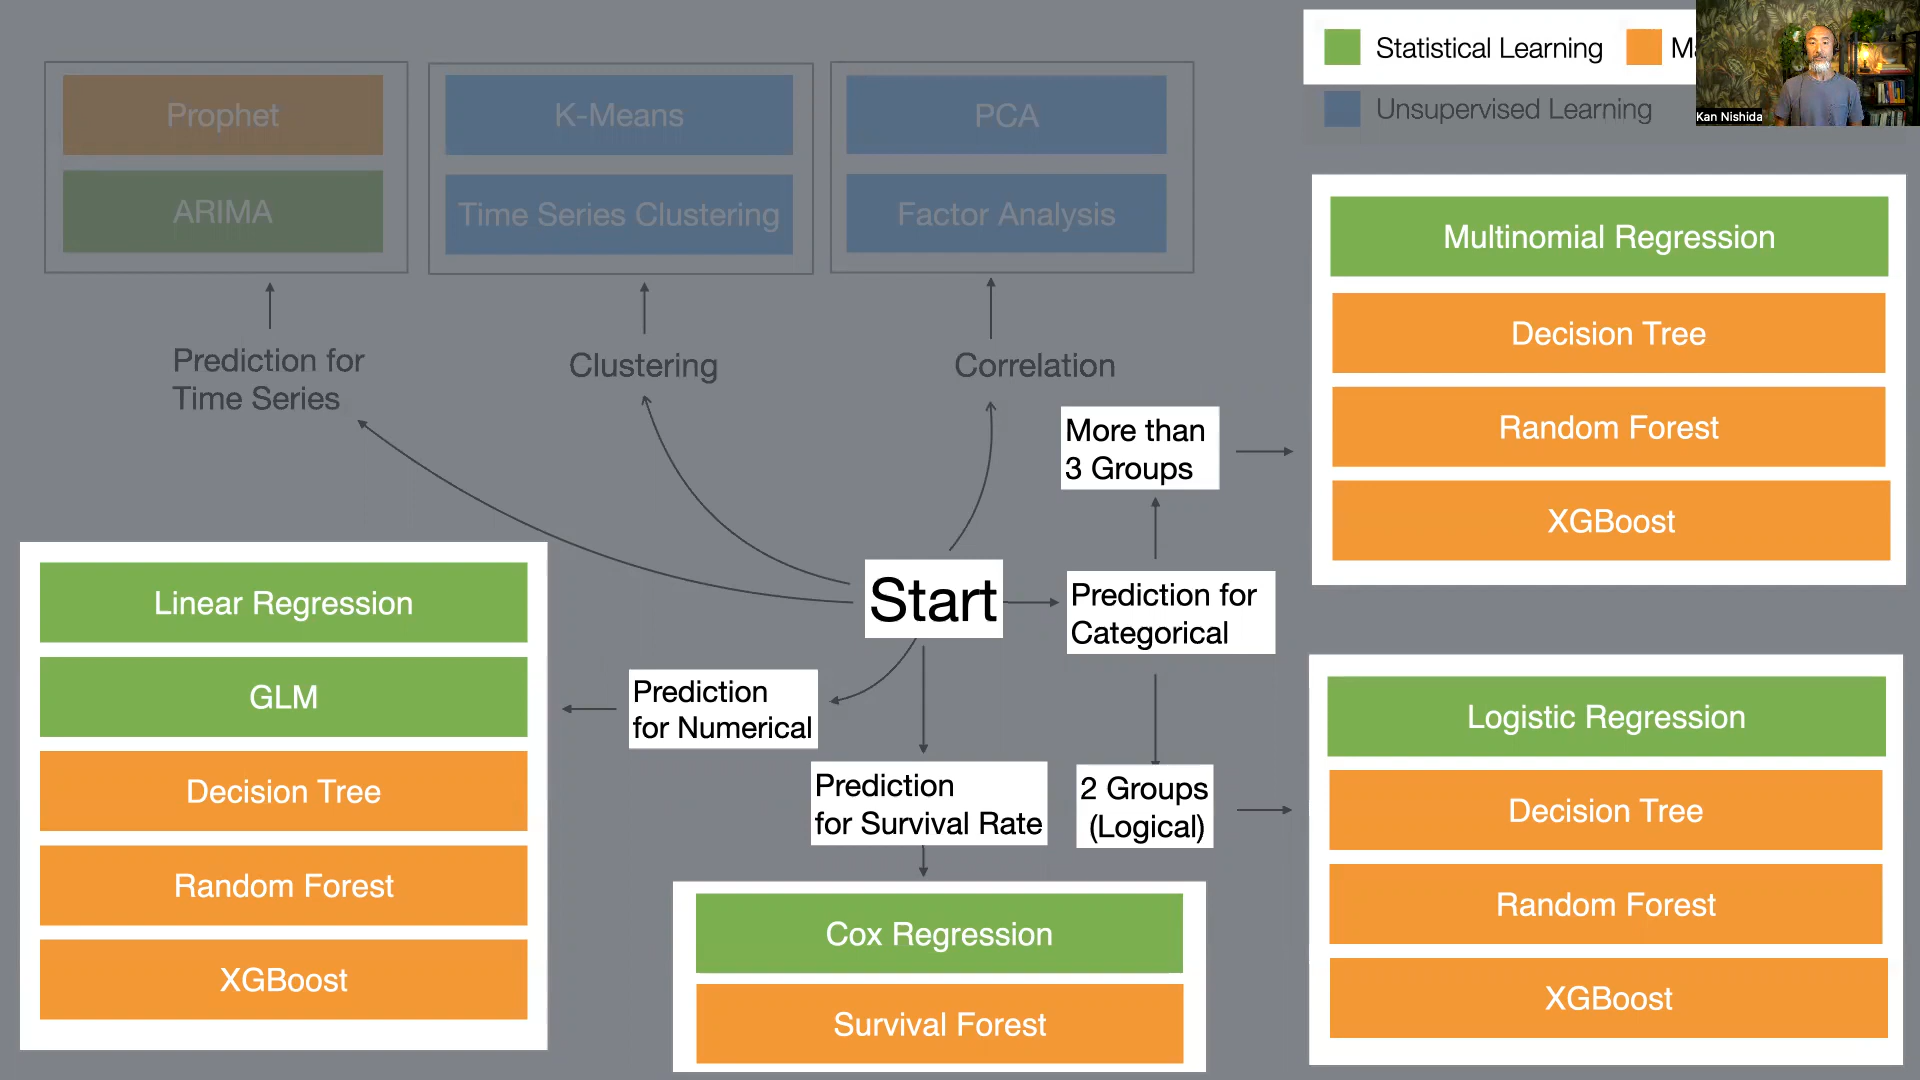 Statistical Learning
Unsupervised Learning
Kan Nishida
Prophet
ARIMA
K-Means
Time Series Clustering
PCA
Factor Analysis
Prediction for
Time Series
Clustering
Correlation
More than
3 Groups
Multinomial Regression
Decision Tree
Random Forest
XGBoost
Start
Prediction for
Categorical
Linear Regression
GLM
Decision Tree
Random Forest
XGBoost
Prediction
for Numerical
Prediction
for Survival Rate
2 Groups
(Logical)
Cox Regression
Survival Forest
Logistic Regression
Decision Tree
Random Forest
XGBoost